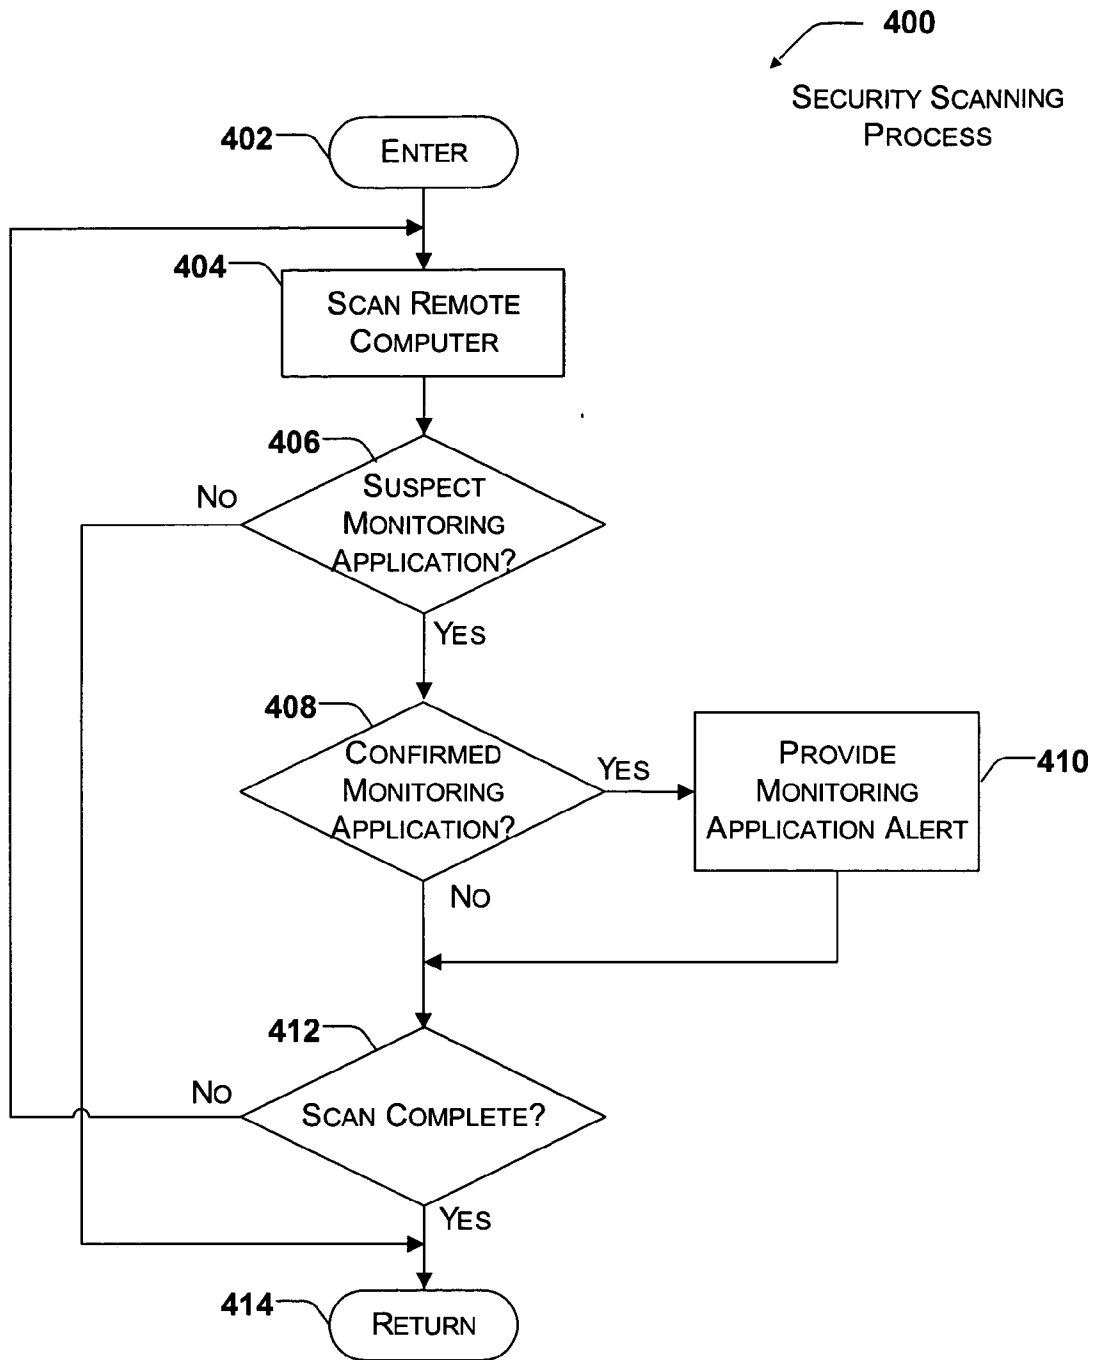 400
SECURITY SCANNING
PROCESS
402
ENTER
404
SCAN REMOTE
COMPUTER
406
NO
SUSPECT
MONITORING
APPLICATION?
YES
408
CONFIRMED
MONITORING
APPLICATION?
YES
PROVIDE
MONITORING
APPLICATION ALERT
410
NO
412
NO
SCAN COMPLETE?
YES
414
RETURN